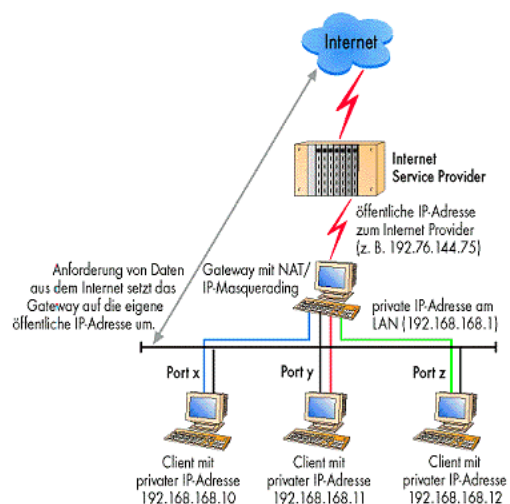 Internet
Internet
Service Provider
öffentliche IP-Adresse
zum Internet Provider
(z. B. 192.76.144.75)
Anforderung von Daten
aus dem Internet setzt das
Gateway auf die eigene
öffentliche IP-Adresse um.
Gateway mit NAT/
IP-Masquerading
private IP-Adresse am
LAN (192.168.168.1)
Port x
Port y
Port z
Client mit
privater IP-Adresse
192.168.168.10
Client mit
privater IP-Adresse
192.168.168.11
Client mit
privater IP-Adresse
192.168.168.12